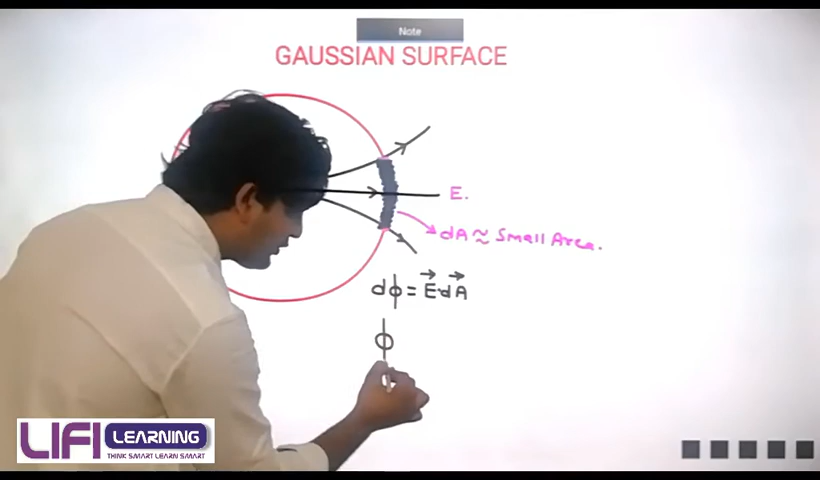 Note
GAUSSIAN SURFACE
E.
dA ≈ Small Area.
dϕ = E⃗·dA⃗
ϕ
LIFI LEARNING
THINK SMART LEARN SMART